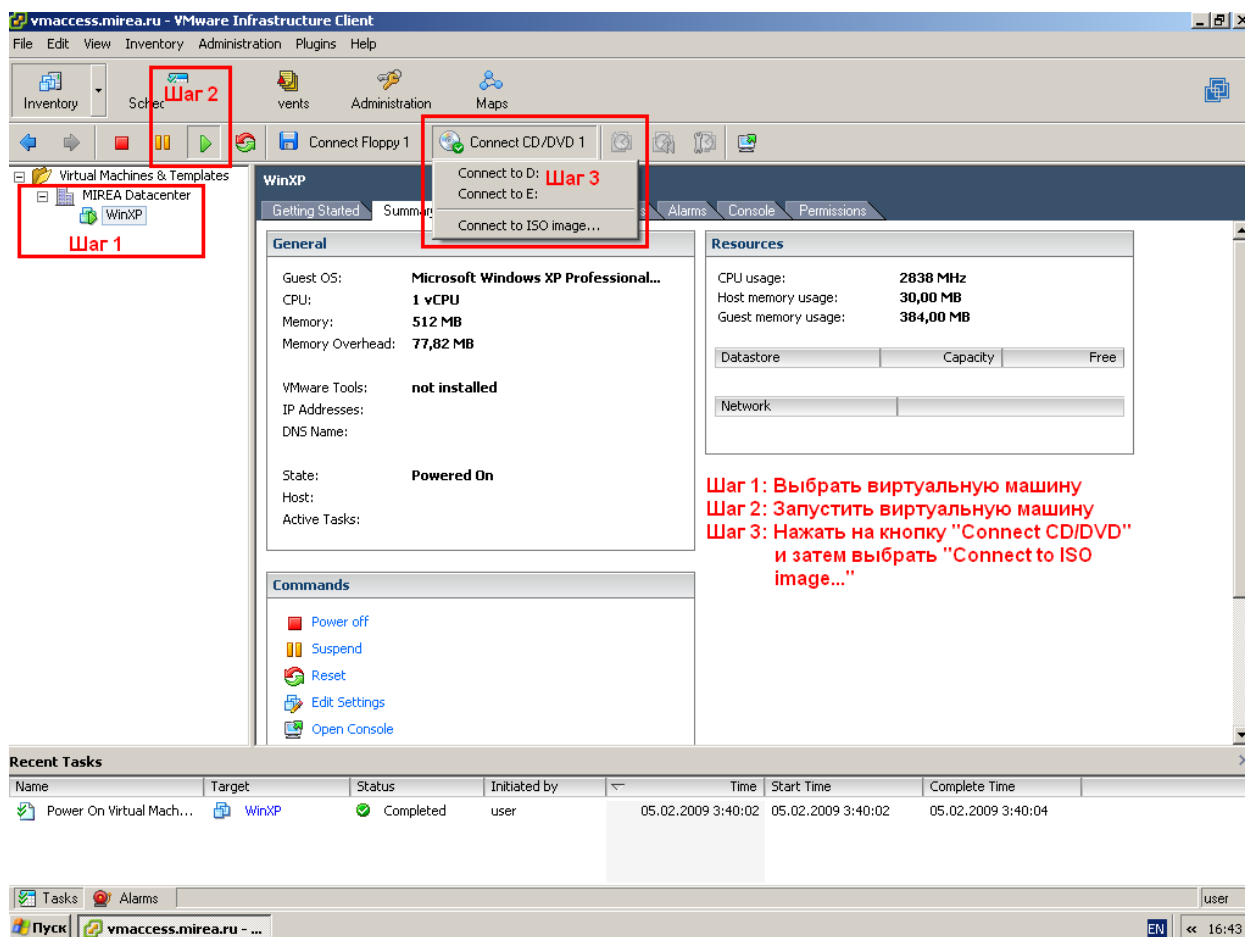 vmaccess.mirea.ru - VMware Infrastructure Client
File Edit View Inventory Administration Plugins Help
Inventory Sched vents Administration Maps
Шаг 2
Connect Floppy 1 Connect CD/DVD 1
Connect to D:
Connect to E:
Connect to ISO image...
Шаг 3
Virtual Machines & Templates
MIREA Datacenter
WinXP
Шаг 1
WinXP
Getting Started Summary s Alarms Console Permissions
General
Guest OS: Microsoft Windows XP Professional...
CPU: 1 vCPU
Memory: 512 MB
Memory Overhead: 77,82 MB
VMware Tools: not installed
IP Addresses:
DNS Name:
State: Powered On
Host:
Active Tasks:
Resources
CPU usage: 2838 MHz
Host memory usage: 30,00 MB
Guest memory usage: 384,00 MB
Datastore Capacity Free
Network
Шаг 1: Выбрать виртуальную машину
Шаг 2: Запустить виртуальную машину
Шаг 3: Нажать на кнопку "Connect CD/DVD"
и затем выбрать "Connect to ISO
image..."
Commands
Power off
Suspend
Reset
Edit Settings
Open Console
Recent Tasks
Name Target Status Initiated by Time Start Time Complete Time
Power On Virtual Mach... WinXP Completed user 05.02.2009 3:40:02 05.02.2009 3:40:02 05.02.2009 3:40:04
Tasks Alarms user
Пуск vmaccess.mirea.ru - ... EN « 16:43